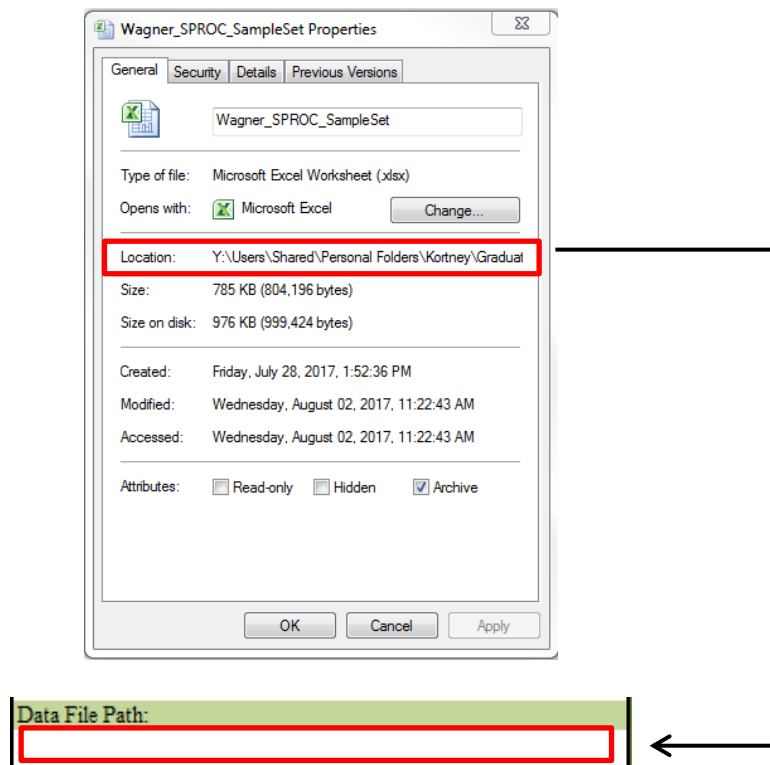 Wagner_SPROC_SampleSet Properties
General Security Details Previous Versions
Wagner_SPROC_SampleSet
Type of file: Microsoft Excel Worksheet (.xlsx)
Opens with: Microsoft Excel Change...
Location: Y:\Users\Shared\Personal Folders\Kortney\Graduat
Size: 785 KB (804,196 bytes)
Size on disk: 976 KB (999,424 bytes)
Created: Friday, July 28, 2017, 1:52:36 PM
Modified: Wednesday, August 02, 2017, 11:22:43 AM
Accessed: Wednesday, August 02, 2017, 11:22:43 AM
Attributes: Read-only Hidden Archive
OK Cancel Apply
Data File Path: